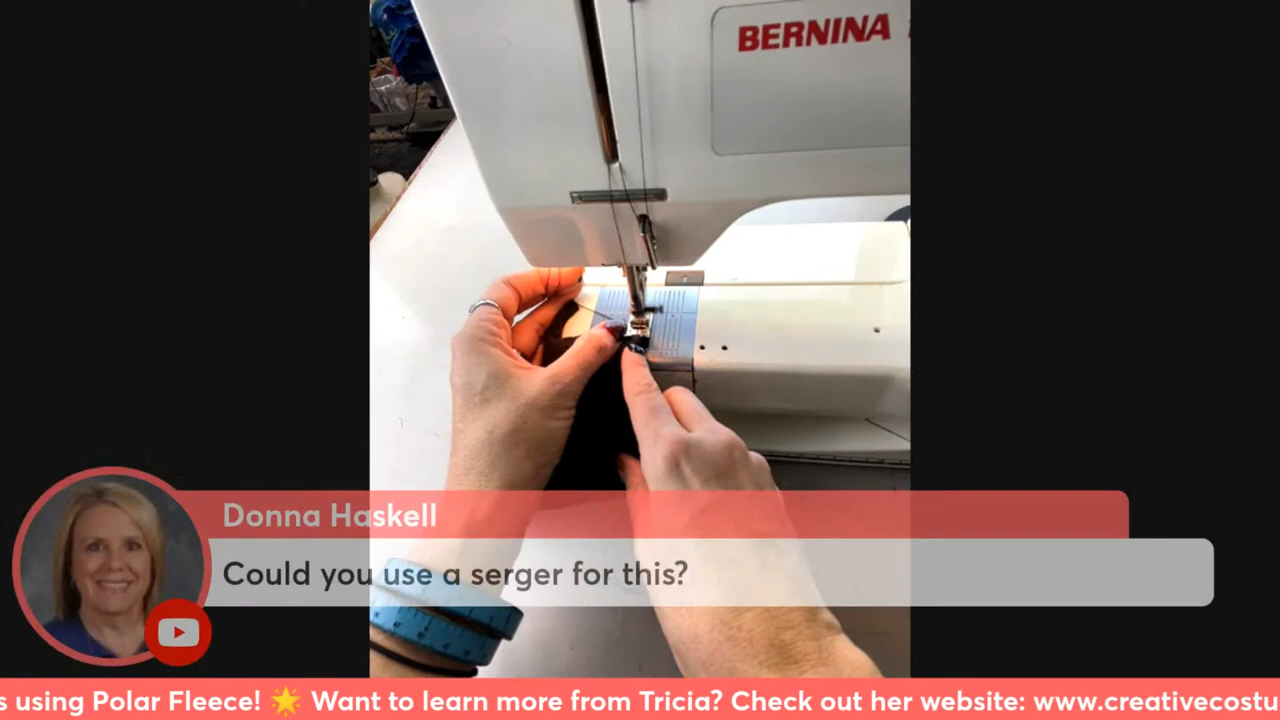 BERNINA
Donna Haskell
Could you use a serger for this?
s using Polar Fleece! 🌟 Want to learn more from Tricia? Check out her website: www.creativecostu